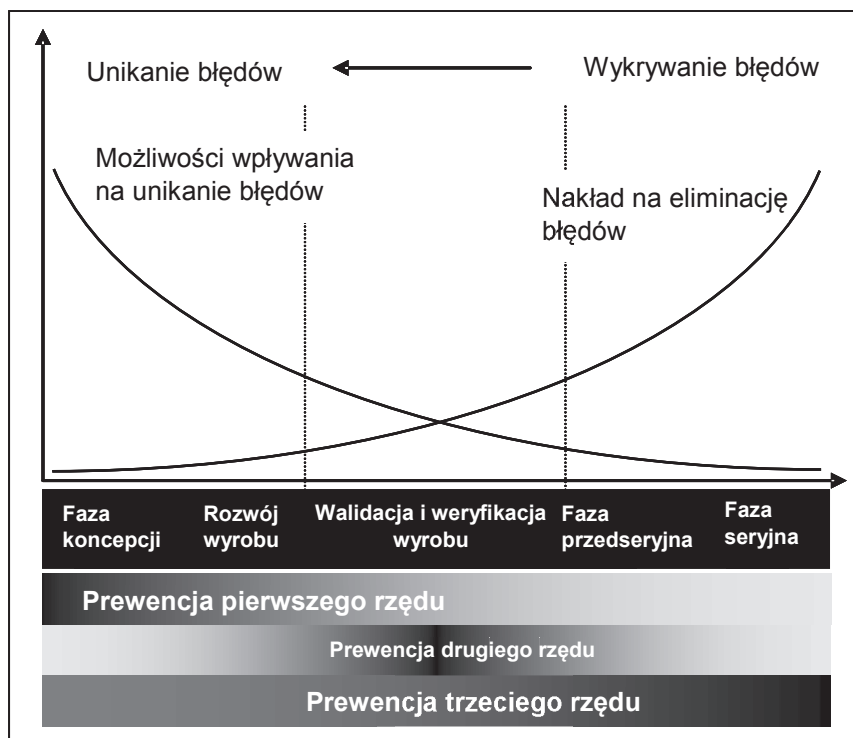 Unikanie błędów
Wykrywanie błędów
Możliwości wpływania
na unikanie błędów
Nakład na eliminację
błędów
Faza
koncepcji
Rozwój
wyrobu
Walidacja i weryfikacja
wyrobu
Faza
przedseryjna
Faza
seryjna
Prewencja pierwszego rzędu
Prewencja drugiego rzędu
Prewencja trzeciego rzędu